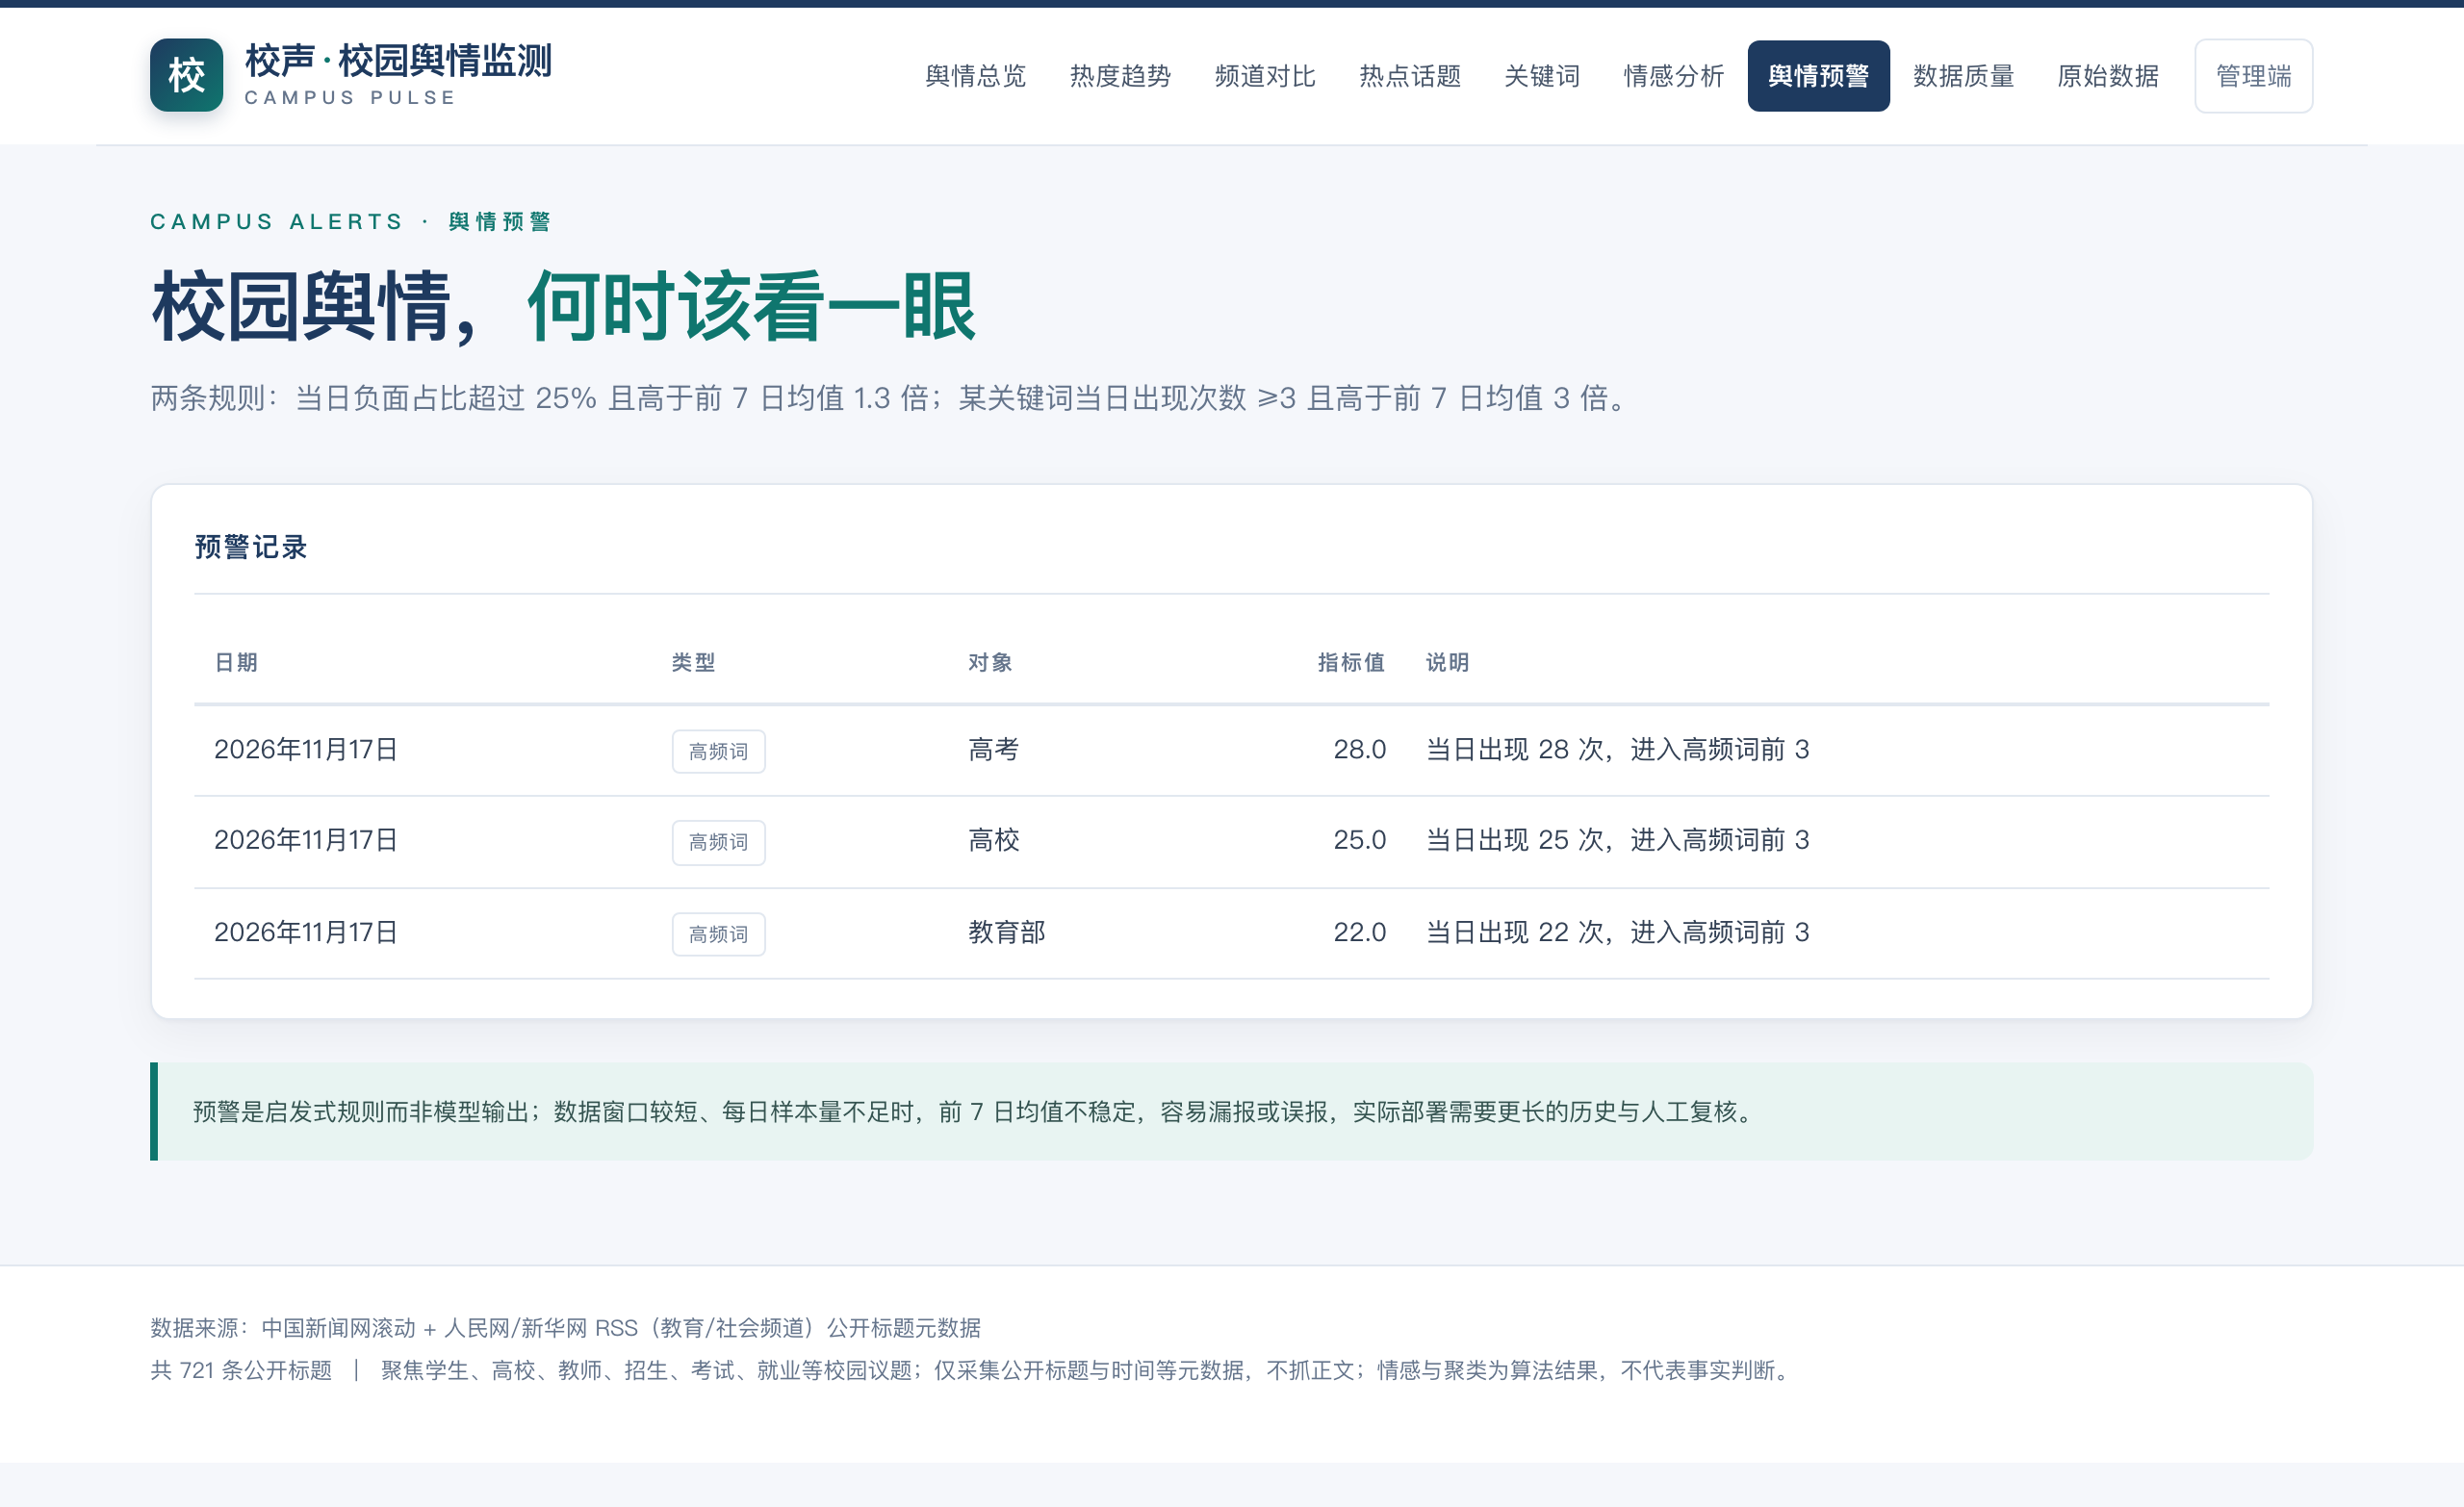 校
校声·校园舆情监测
CAMPUS PULSE
舆情总览 热度趋势 频道对比 热点话题 关键词 情感分析 舆情预警 数据质量 原始数据 管理端
CAMPUS ALERTS · 舆情预警
校园舆情，何时该看一眼
两条规则：当日负面占比超过 25% 且高于前 7 日均值 1.3 倍；某关键词当日出现次数 ≥3 且高于前 7 日均值 3 倍。
预警记录
日期 类型 对象 指标值 说明
2026年11月17日 高频词 高考 28.0 当日出现 28 次，进入高频词前 3
2026年11月17日 高频词 高校 25.0 当日出现 25 次，进入高频词前 3
2026年11月17日 高频词 教育部 22.0 当日出现 22 次，进入高频词前 3
预警是启发式规则而非模型输出；数据窗口较短、每日样本量不足时，前 7 日均值不稳定，容易漏报或误报，实际部署需要更长的历史与人工复核。
数据来源：中国新闻网滚动 + 人民网/新华网 RSS（教育/社会频道）公开标题元数据
共 721 条公开标题 ｜ 聚焦学生、高校、教师、招生、考试、就业等校园议题；仅采集公开标题与时间等元数据，不抓正文；情感与聚类为算法结果，不代表事实判断。